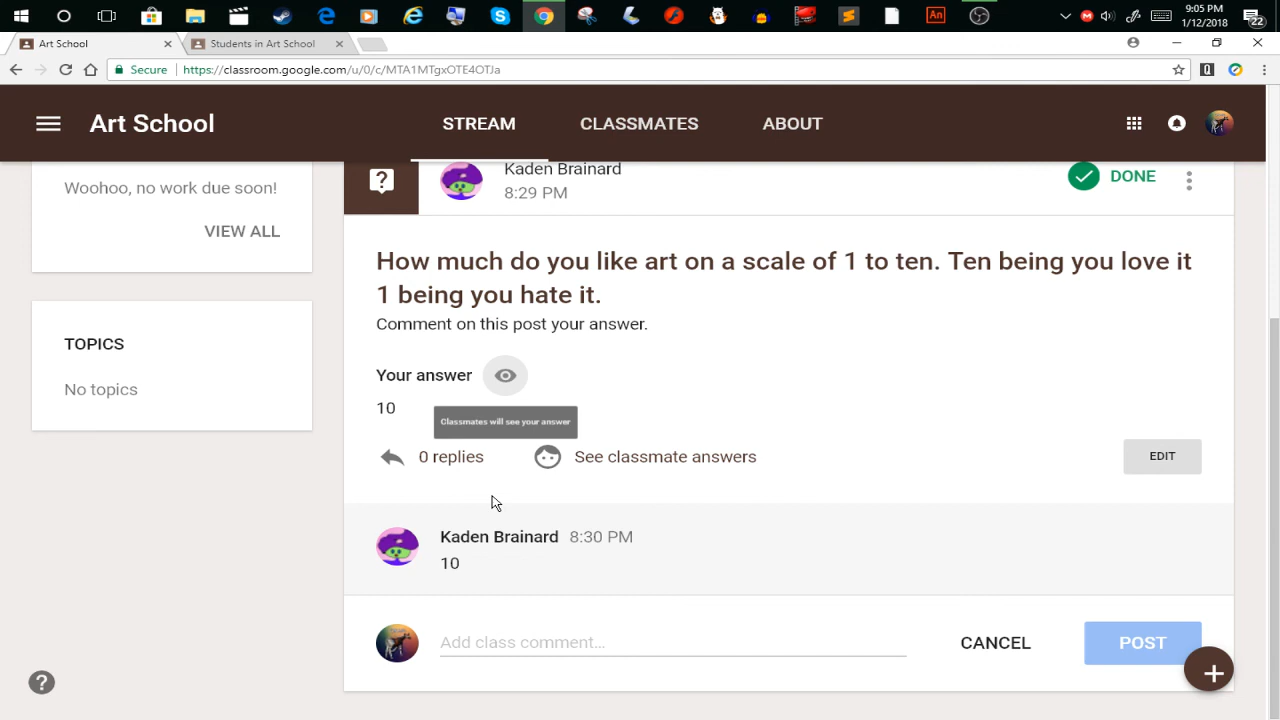 9:05 PM
1/12/2018
22
Art School
Students in Art School
Secure
https://classroom.google.com/u/0/c/MTA1MTgxOTE4OTJa
Art School
STREAM
CLASSMATES
ABOUT
Woohoo, no work due soon!
VIEW ALL
TOPICS
No topics
Kaden Brainard
8:29 PM
DONE
How much do you like art on a scale of 1 to ten. Ten being you love it
1 being you hate it.
Comment on this post your answer.
Your answer
10
Classmates will see your answer
0 replies
See classmate answers
EDIT
Kaden Brainard 8:30 PM
10
Add class comment...
CANCEL
POST